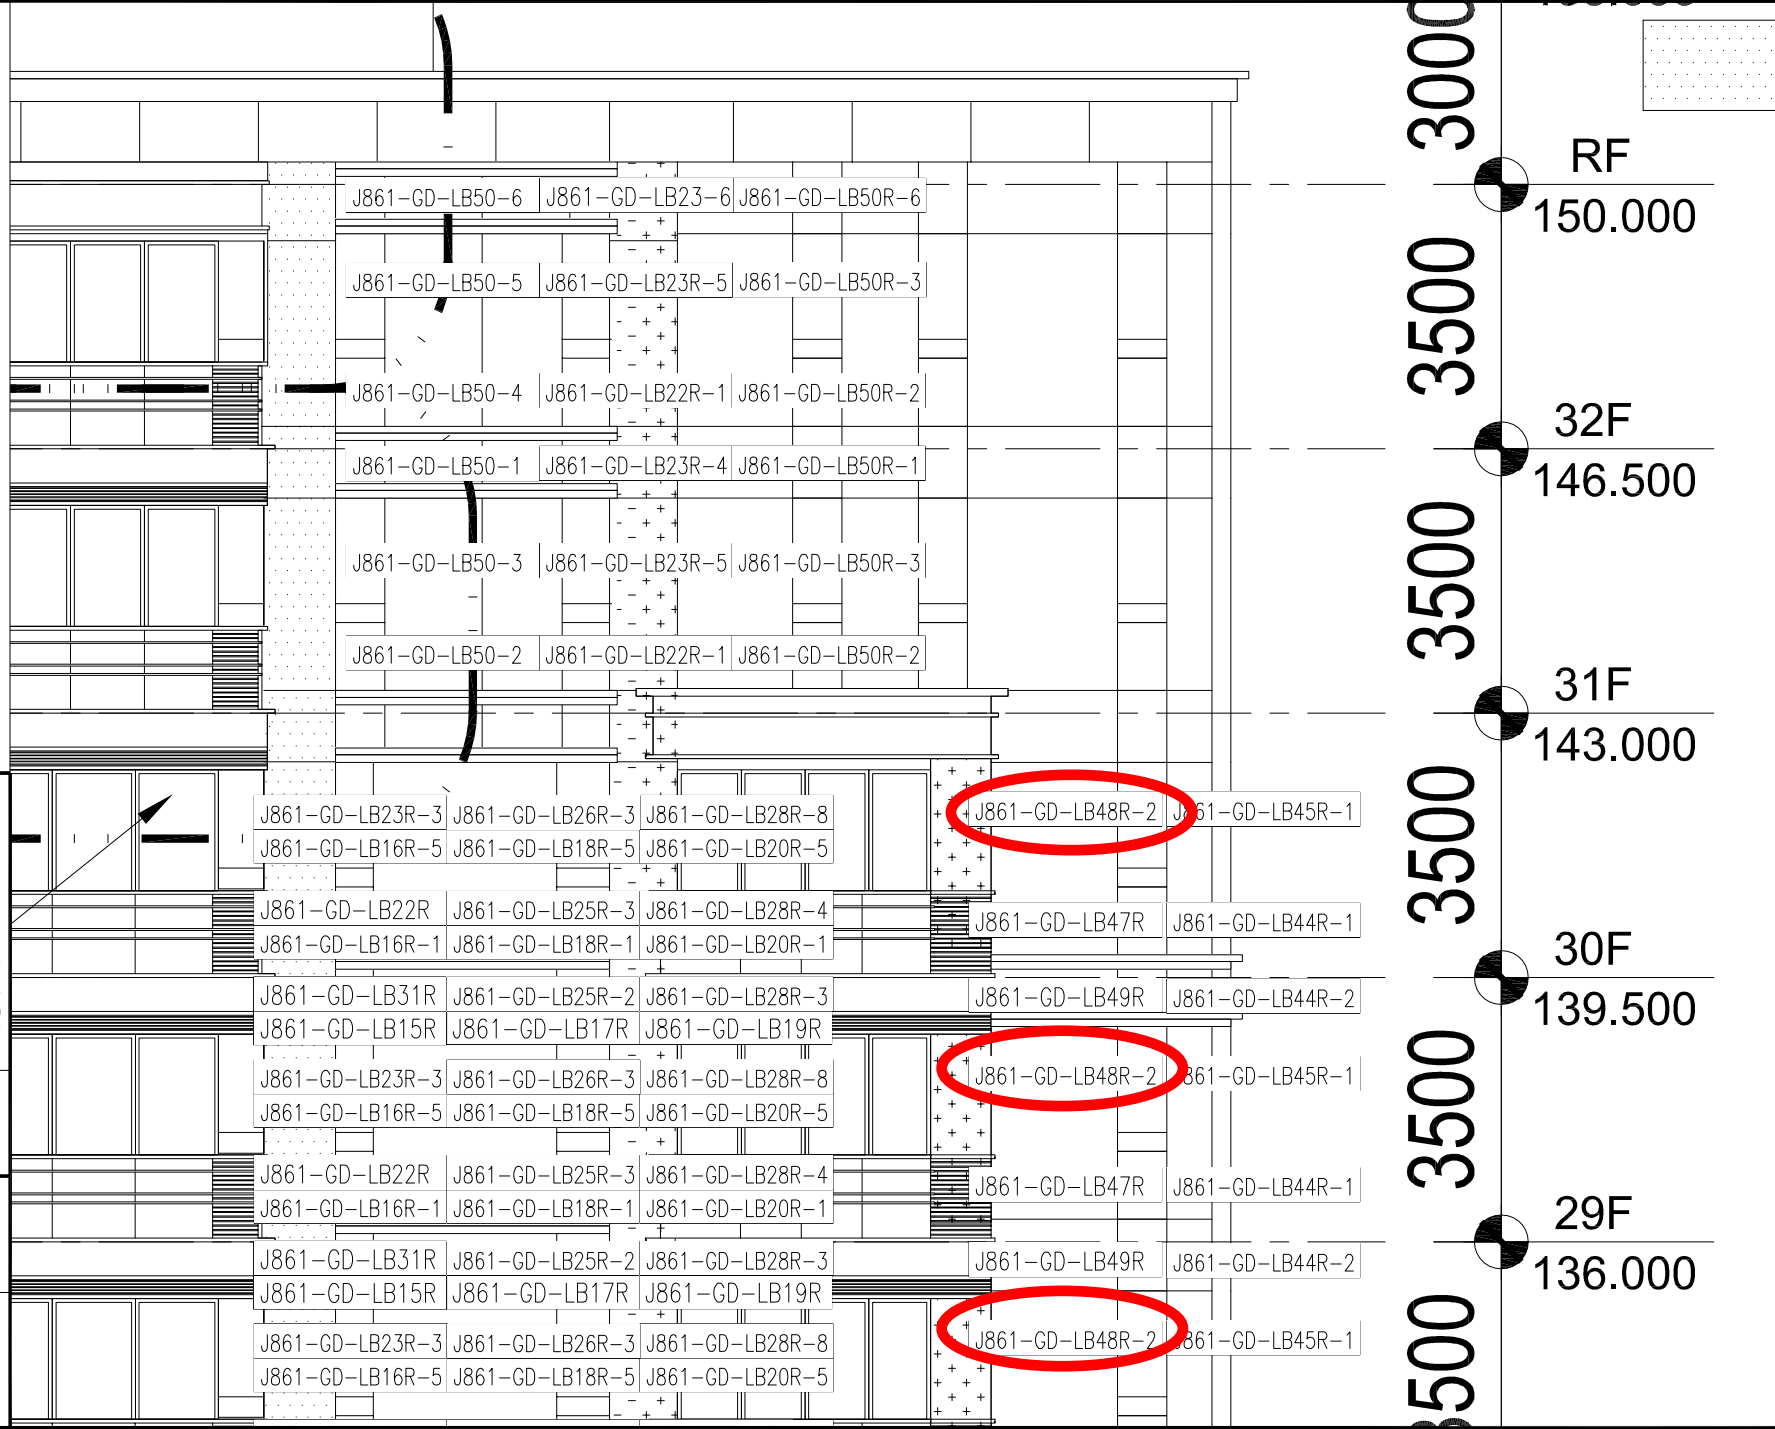 3000
RF
150.000
J861-GD-LB50-6 J861-GD-LB23-6 J861-GD-LB50R-6
3500
J861-GD-LB50-5 J861-GD-LB23R-5 J861-GD-LB50R-3
J861-GD-LB50-4 J861-GD-LB22R-1 J861-GD-LB50R-2
32F
146.500
J861-GD-LB50-1 J861-GD-LB23R-4 J861-GD-LB50R-1
3500
J861-GD-LB50-3 J861-GD-LB23R-5 J861-GD-LB50R-3
J861-GD-LB50-2 J861-GD-LB22R-1 J861-GD-LB50R-2
31F
143.000
3500
J861-GD-LB23R-3 J861-GD-LB26R-3 J861-GD-LB28R-8 J861-GD-LB48R-2 J861-GD-LB45R-1
J861-GD-LB16R-5 J861-GD-LB18R-5 J861-GD-LB20R-5
J861-GD-LB22R J861-GD-LB25R-3 J861-GD-LB28R-4 J861-GD-LB47R J861-GD-LB44R-1
J861-GD-LB16R-1 J861-GD-LB18R-1 J861-GD-LB20R-1
30F
139.500
J861-GD-LB31R J861-GD-LB25R-2 J861-GD-LB28R-3 J861-GD-LB49R J861-GD-LB44R-2
J861-GD-LB15R J861-GD-LB17R J861-GD-LB19R
3500
J861-GD-LB23R-3 J861-GD-LB26R-3 J861-GD-LB28R-8 J861-GD-LB48R-2 J861-GD-LB45R-1
J861-GD-LB16R-5 J861-GD-LB18R-5 J861-GD-LB20R-5
J861-GD-LB22R J861-GD-LB25R-3 J861-GD-LB28R-4 J861-GD-LB47R J861-GD-LB44R-1
J861-GD-LB16R-1 J861-GD-LB18R-1 J861-GD-LB20R-1
29F
136.000
J861-GD-LB31R J861-GD-LB25R-2 J861-GD-LB28R-3 J861-GD-LB49R J861-GD-LB44R-2
J861-GD-LB15R J861-GD-LB17R J861-GD-LB19R
3500
J861-GD-LB23R-3 J861-GD-LB26R-3 J861-GD-LB28R-8 J861-GD-LB48R-2 J861-GD-LB45R-1
J861-GD-LB16R-5 J861-GD-LB18R-5 J861-GD-LB20R-5